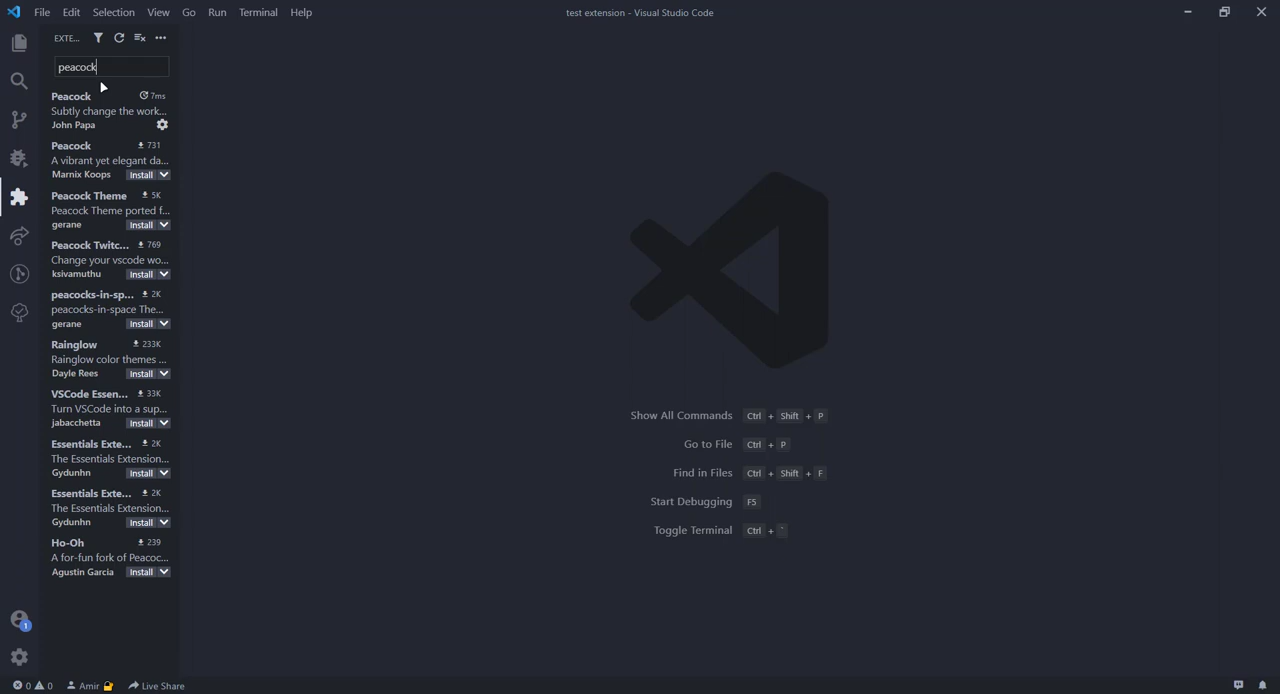 File Edit Selection View Go Run Terminal Help
test extension - Visual Studio Code
EXTE...
peacock
Peacock 7ms
Subtly change the work...
John Papa
Peacock 731
A vibrant yet elegant da...
Marnix Koops Install
Peacock Theme 5K
Peacock Theme ported f...
gerane Install
Peacock Twitc... 769
Change your vscode wo...
ksivamuthu Install
peacocks-in-sp... 2K
peacocks-in-space The...
gerane Install
Rainglow 233K
Rainglow color themes ...
Dayle Rees Install
VSCode Essen... 33K
Turn VSCode into a sup...
jabacchetta Install
Essentials Exte... 2K
The Essentials Extension...
Gydunhn Install
Essentials Exte... 2K
The Essentials Extension...
Gydunhn Install
Ho-Oh 239
A for-fun fork of Peacoc...
Agustin Garcia Install
Show All Commands Ctrl + Shift + P
Go to File Ctrl + P
Find in Files Ctrl + Shift + F
Start Debugging F5
Toggle Terminal Ctrl + `
1
0 0 Amir Live Share